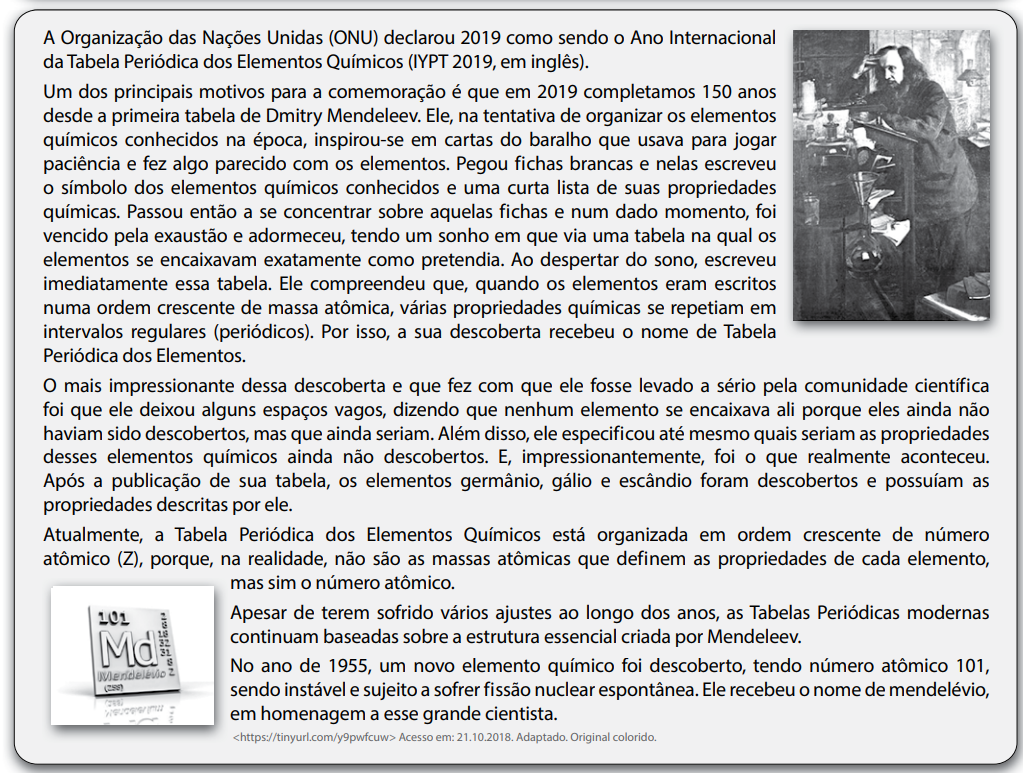 A Organização das Nações Unidas (ONU) declarou 2019 como sendo o Ano Internacional
da Tabela Periódica dos Elementos Químicos (IYPT 2019, em inglês).
Um dos principais motivos para a comemoração é que em 2019 completamos 150 anos
desde a primeira tabela de Dmitry Mendeleev. Ele, na tentativa de organizar os elementos
químicos conhecidos na época, inspirou-se em cartas do baralho que usava para jogar
paciência e fez algo parecido com os elementos. Pegou fichas brancas e nelas escreveu
o símbolo dos elementos químicos conhecidos e uma curta lista de suas propriedades
químicas. Passou então a se concentrar sobre aquelas fichas e num dado momento, foi
vencido pela exaustão e adormeceu, tendo um sonho em que via uma tabela na qual os
elementos se encaixavam exatamente como pretendia. Ao despertar do sono, escreveu
imediatamente essa tabela. Ele compreendeu que, quando os elementos eram escritos
numa ordem crescente de massa atômica, várias propriedades químicas se repetiam em
intervalos regulares (periódicos). Por isso, a sua descoberta recebeu o nome de Tabela
Periódica dos Elementos.
O mais impressionante dessa descoberta e que fez com que ele fosse levado a sério pela comunidade científica
foi que ele deixou alguns espaços vagos, dizendo que nenhum elemento se encaixava ali porque eles ainda não
haviam sido descobertos, mas que ainda seriam. Além disso, ele especificou até mesmo quais seriam as propriedades
desses elementos químicos ainda não descobertos. E, impressionantemente, foi o que realmente aconteceu.
Após a publicação de sua tabela, os elementos germânio, gálio e escândio foram descobertos e possuíam as
propriedades descritas por ele.
Atualmente, a Tabela Periódica dos Elementos Químicos está organizada em ordem crescente de número
atômico (Z), porque, na realidade, não são as massas atômicas que definem as propriedades de cada elemento,
mas sim o número atômico.
Apesar de terem sofrido vários ajustes ao longo dos anos, as Tabelas Periódicas modernas
continuam baseadas sobre a estrutura essencial criada por Mendeleev.
No ano de 1955, um novo elemento químico foi descoberto, tendo número atômico 101,
sendo instável e sujeito a sofrer fissão nuclear espontânea. Ele recebeu o nome de mendelévio,
em homenagem a esse grande cientista.
<https://tinyurl.com/y9pwfcuw> Acesso em: 21.10.2018. Adaptado. Original colorido.
101
Md
Mendelévio
(258)